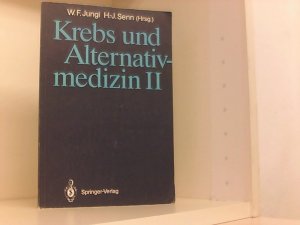 W.F. Jungi H.-J. Senn (Hrsg.)
Krebs und
Alternativ-
medizin II
Springer-Verlag